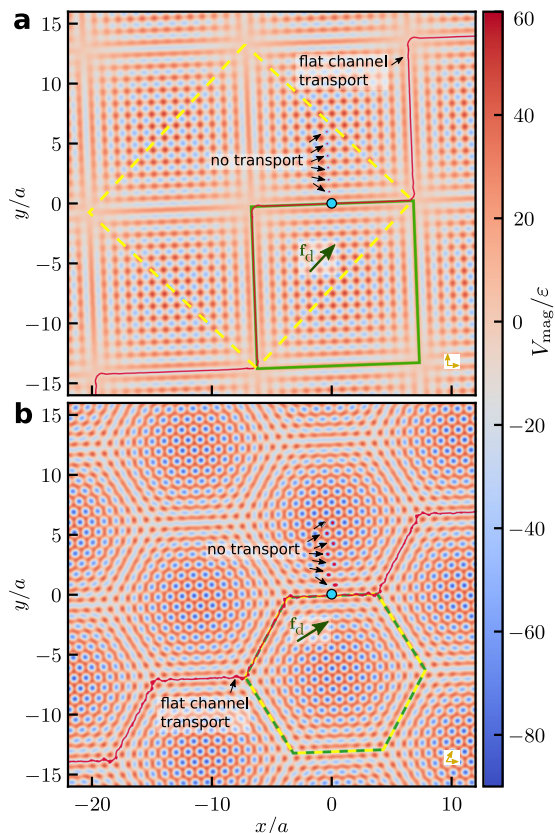 a
flat channel
transport
no transport
f_d
15
10
5
0
−5
−10
−15
y/a
b
no transport
f_d
flat channel
transport
15
10
5
0
−5
−10
−15
y/a
−20
−10
0
10
x/a
60
40
20
0
−20
−40
−60
−80
V_mag/ε